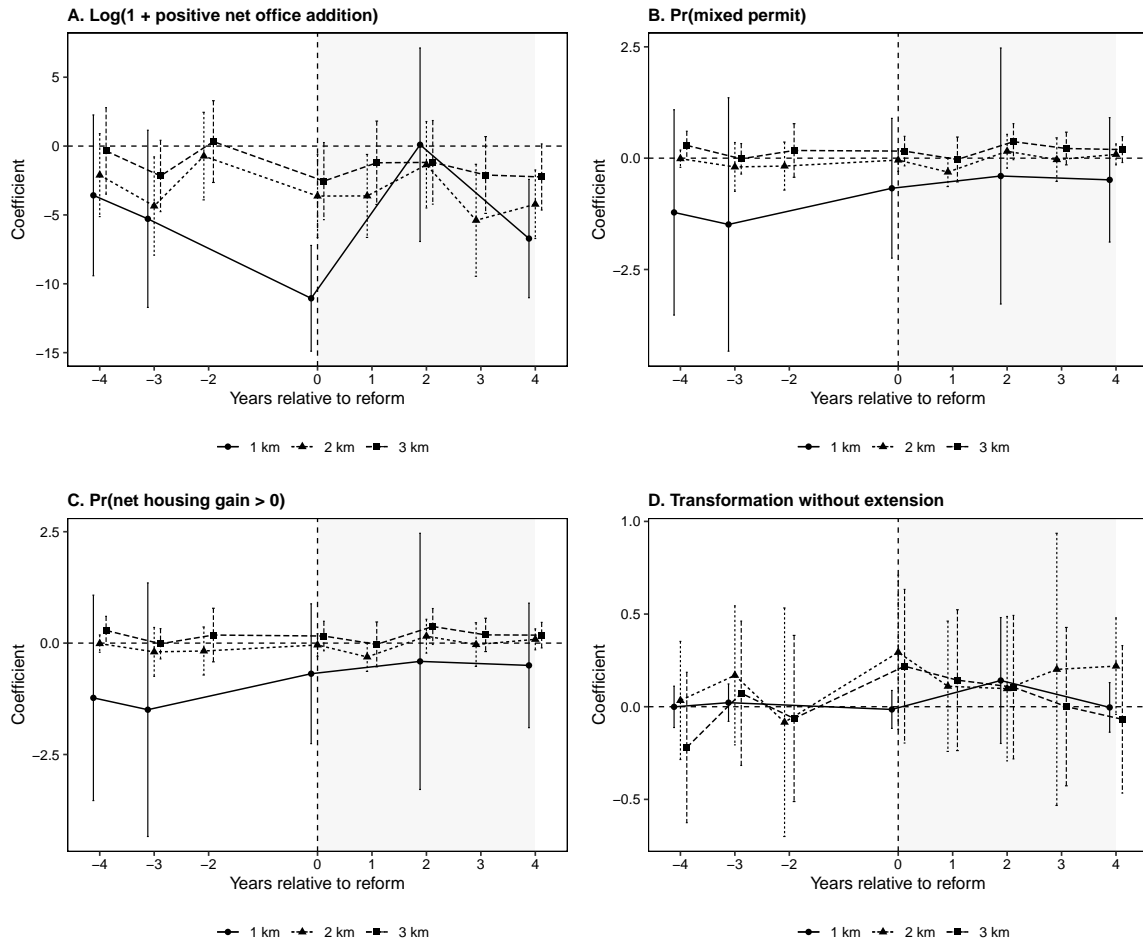 A. Log(1 + positive net office addition)
5
0
−5
−10
−15
Coefficient
−4 −3 −2 0 1 2 3 4
Years relative to reform
1 km 2 km 3 km
B. Pr(mixed permit)
2.5
0.0
−2.5
Coefficient
−4 −3 −2 0 1 2 3 4
Years relative to reform
1 km 2 km 3 km
C. Pr(net housing gain > 0)
2.5
0.0
−2.5
Coefficient
−4 −3 −2 0 1 2 3 4
Years relative to reform
1 km 2 km 3 km
D. Transformation without extension
1.0
0.5
0.0
−0.5
Coefficient
−4 −3 −2 0 1 2 3 4
Years relative to reform
1 km 2 km 3 km